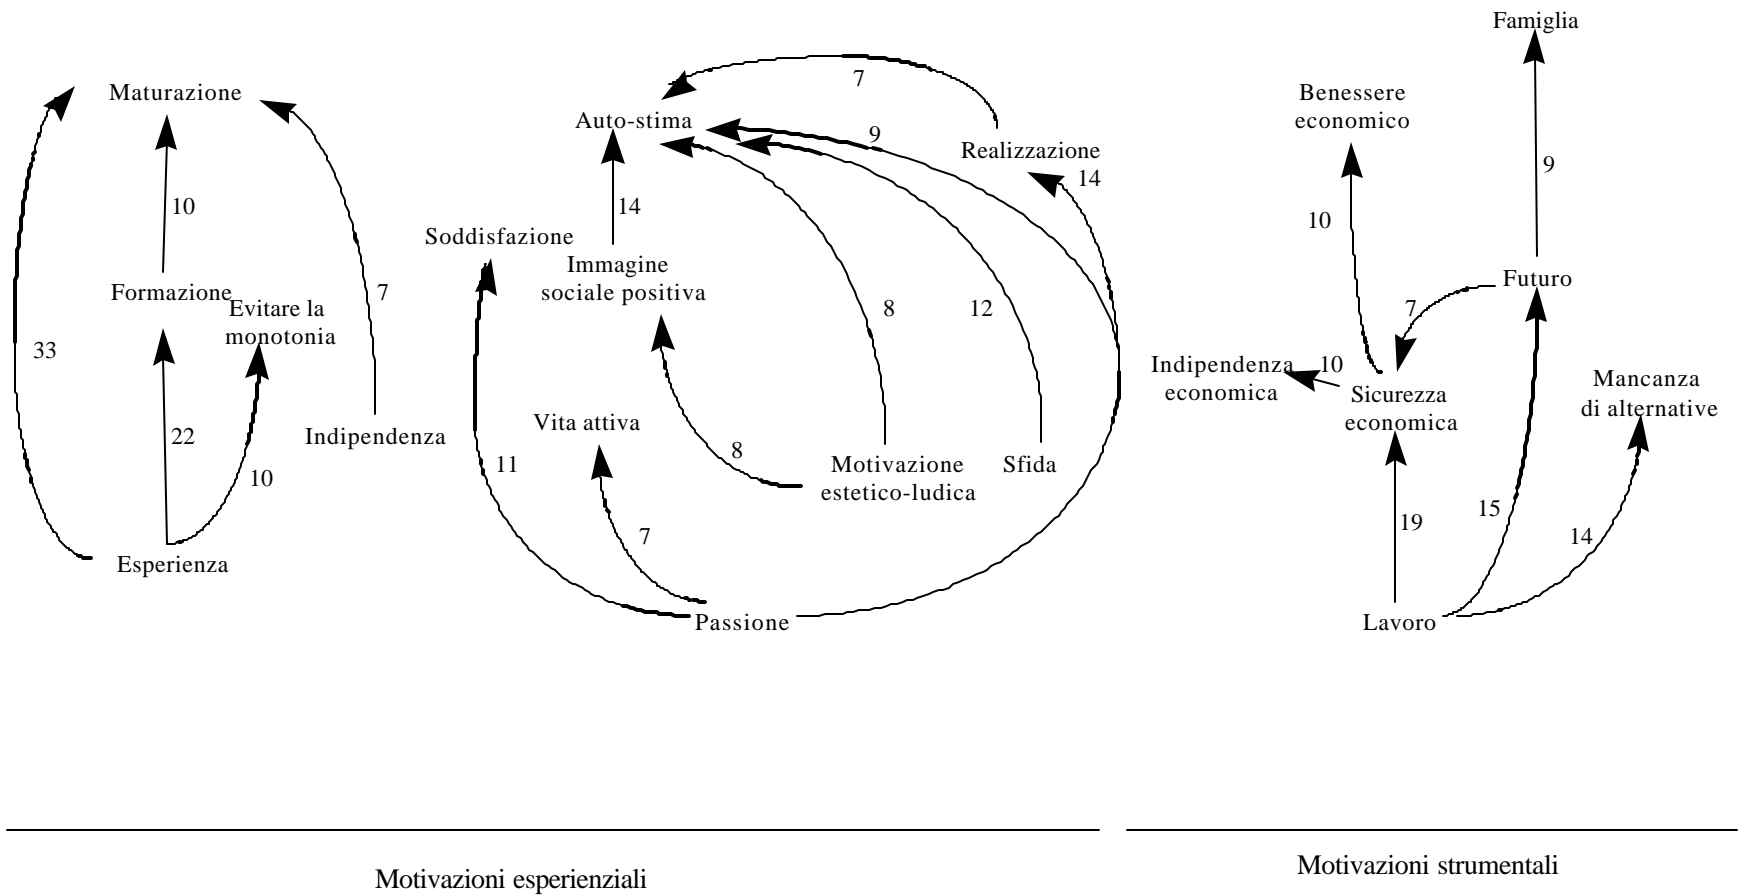 Famiglia
Maturazione
7
Benessere
economico
Auto-stima
9
Realizzazione
14
9
10
14
10
Soddisfazione
Immagine
sociale positiva
Formazione
Evitare la
monotonia
7
8
12
Futuro
7
33
Indipendenza
economica
10
Sicurezza
economica
Mancanza
di alternative
22
Indipendenza
Vita attiva
8
11
Motivazione
estetico-ludica
Sfida
10
7
19
15
14
Esperienza
Passione
Lavoro
Motivazioni esperienziali
Motivazioni strumentali